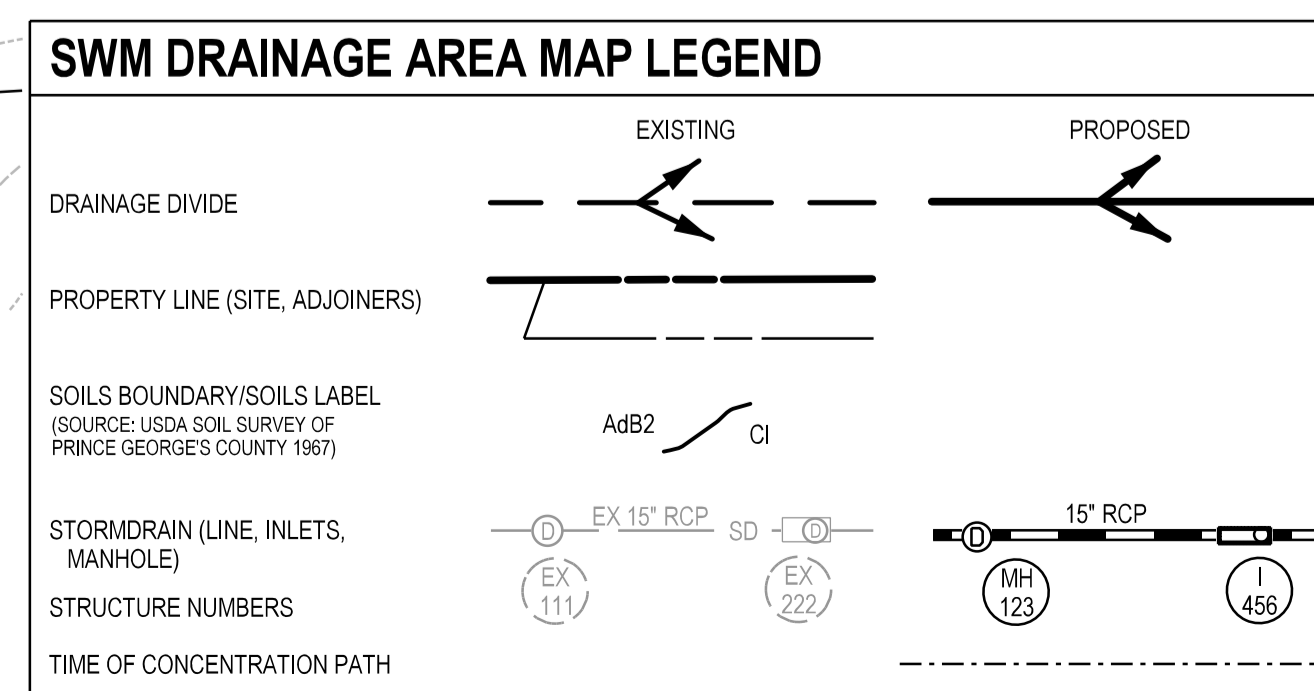 SWM DRAINAGE AREA MAP LEGEND
EXISTING PROPOSED
DRAINAGE DIVIDE
PROPERTY LINE (SITE, ADJOINERS)
SOILS BOUNDARY/SOILS LABEL
(SOURCE: USDA SOIL SURVEY OF
PRINCE GEORGE'S COUNTY 1967)
AdB2 CI
STORMDRAIN (LINE, INLETS,
MANHOLE)
D EX 15" RCP SD D
D 15" RCP
STRUCTURE NUMBERS
EX
111
EX
222
MH
123
I
456
TIME OF CONCENTRATION PATH